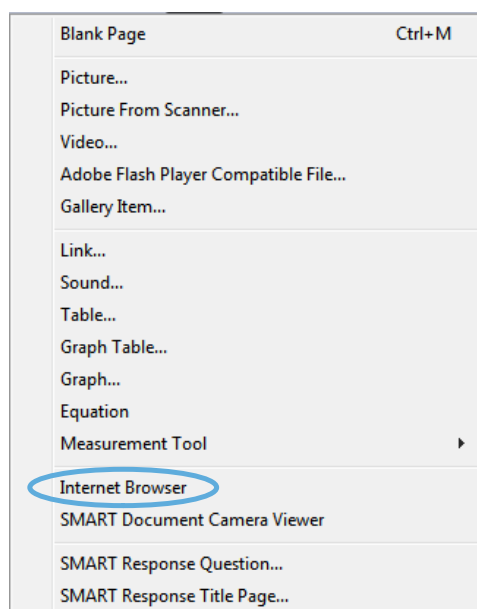 Blank Page Ctrl+M
Picture...
Picture From Scanner...
Video...
Adobe Flash Player Compatible File...
Gallery Item...
Link...
Sound...
Table...
Graph Table...
Graph...
Equation
Measurement Tool
Internet Browser
SMART Document Camera Viewer
SMART Response Question...
SMART Response Title Page...